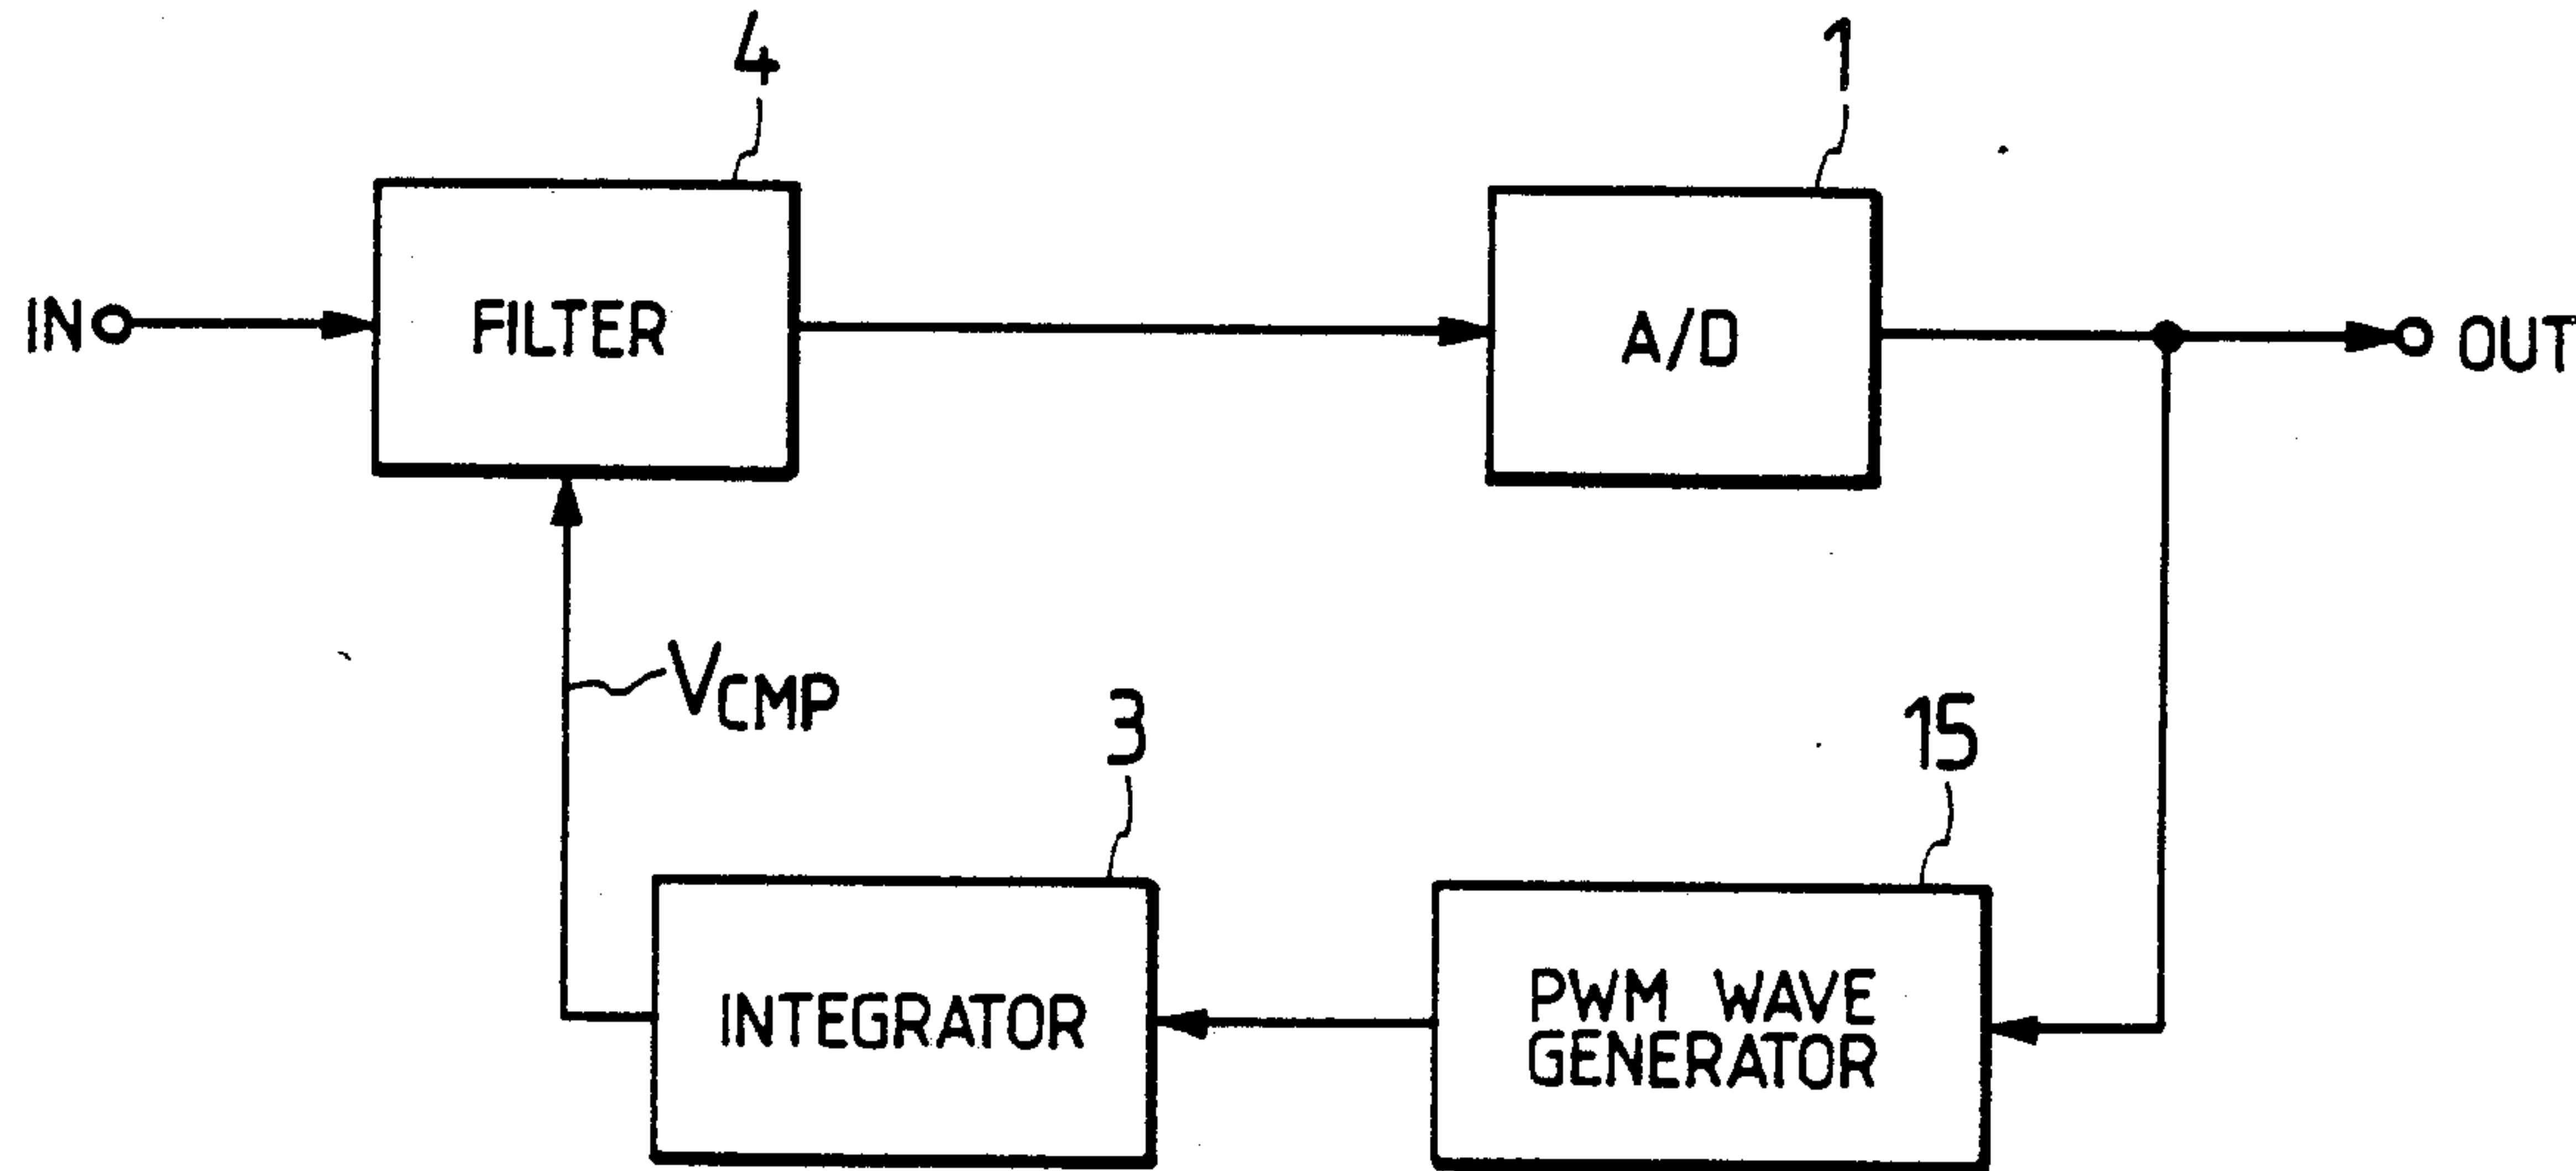 4
1
IN
FILTER
A/D
OUT
VCMP
3
15
INTEGRATOR
PWM WAVE
GENERATOR